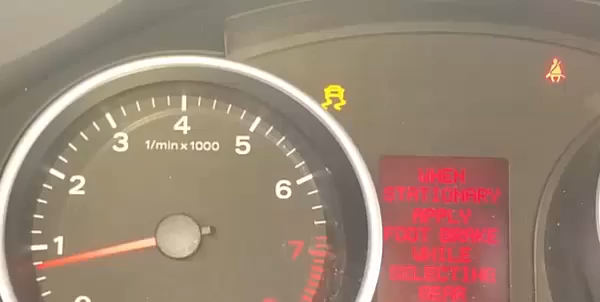 1
2
3
4
5
6
7
1/min x 1000
WHEN
STATIONARY
APPLY
FOOT BRAKE
WHILE
SELECTING
GEAR